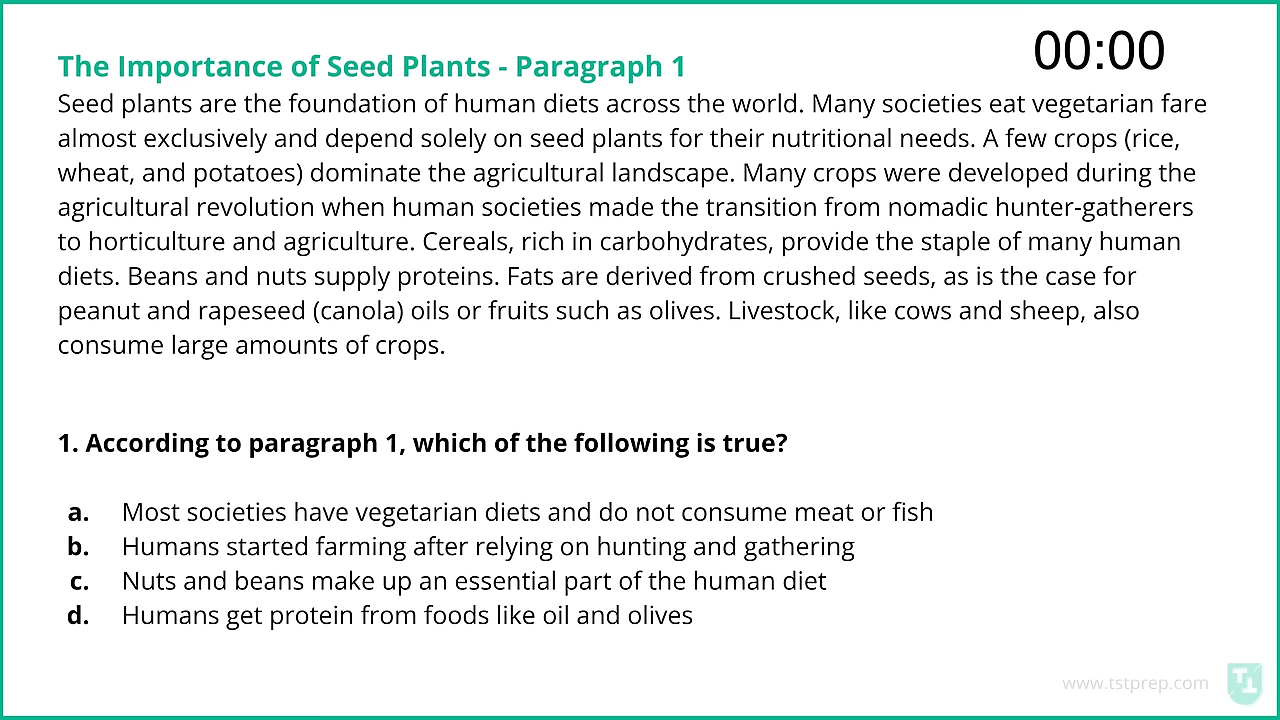 00:00
The Importance of Seed Plants - Paragraph 1
Seed plants are the foundation of human diets across the world. Many societies eat vegetarian fare
almost exclusively and depend solely on seed plants for their nutritional needs. A few crops (rice,
wheat, and potatoes) dominate the agricultural landscape. Many crops were developed during the
agricultural revolution when human societies made the transition from nomadic hunter-gatherers
to horticulture and agriculture. Cereals, rich in carbohydrates, provide the staple of many human
diets. Beans and nuts supply proteins. Fats are derived from crushed seeds, as is the case for
peanut and rapeseed (canola) oils or fruits such as olives. Livestock, like cows and sheep, also
consume large amounts of crops.
1. According to paragraph 1, which of the following is true?
a. Most societies have vegetarian diets and do not consume meat or fish
b. Humans started farming after relying on hunting and gathering
c. Nuts and beans make up an essential part of the human diet
d. Humans get protein from foods like oil and olives
www.tstprep.com